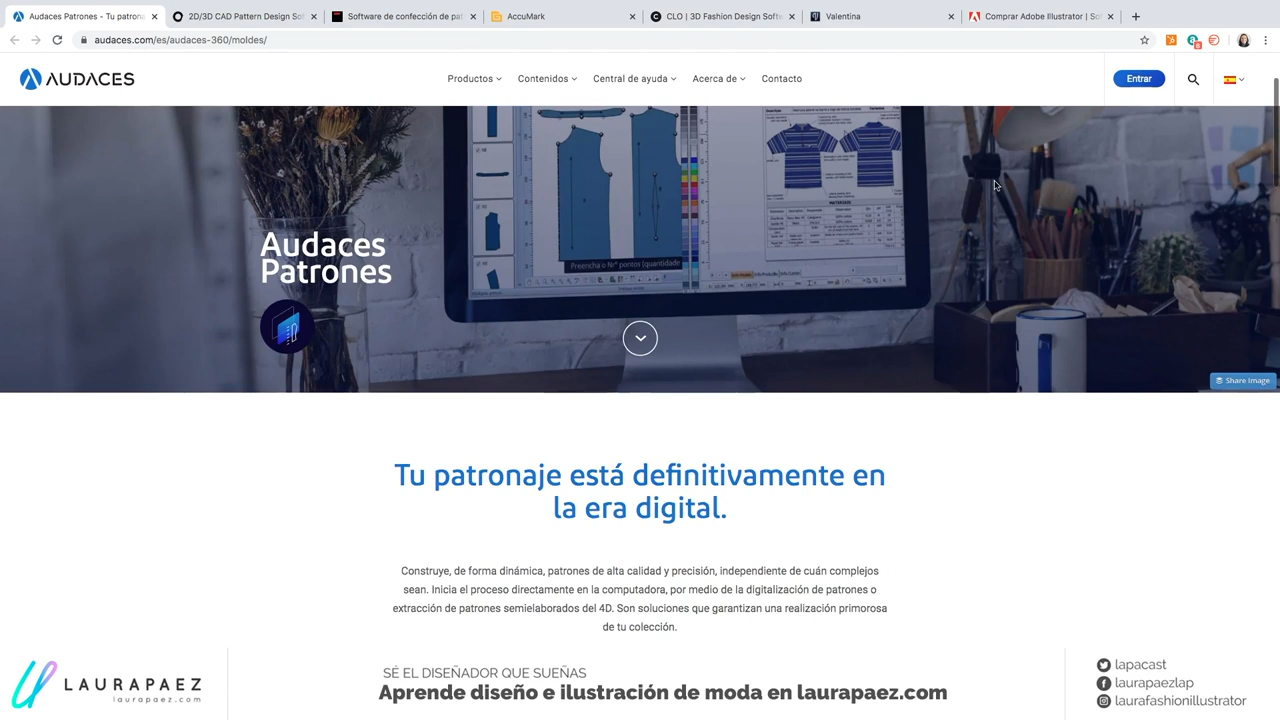 Audaces Patrones - Tu patrona
2D/3D CAD Pattern Design Sof
Software de confección de pat
AccuMark
CLO | 3D Fashion Design Softw
Valentina
Comprar Adobe Illustrator | Sof
audaces.com/es/audaces-360/moldes/
AUDACES
Productos
Contenidos
Central de ayuda
Acerca de
Contacto
Entrar
MATERIALES
Preencha o Nr° pontos (quantidade
Audaces
Patrones
Share Image
Tu patronaje está definitivamente en
la era digital.
Construye, de forma dinámica, patrones de alta calidad y precisión, independiente de cuán complejos
sean. Inicia el proceso directamente en la computadora, por medio de la digitalización de patrones o
extracción de patrones semielaborados del 4D. Son soluciones que garantizan una realización primorosa
de tu colección.
LAURAPAEZ
laurapaez.com
SÉ EL DISEÑADOR QUE SUEÑAS
Aprende diseño e ilustración de moda en laurapaez.com
lapacast
laurapaezlap
laurafashionillustrator